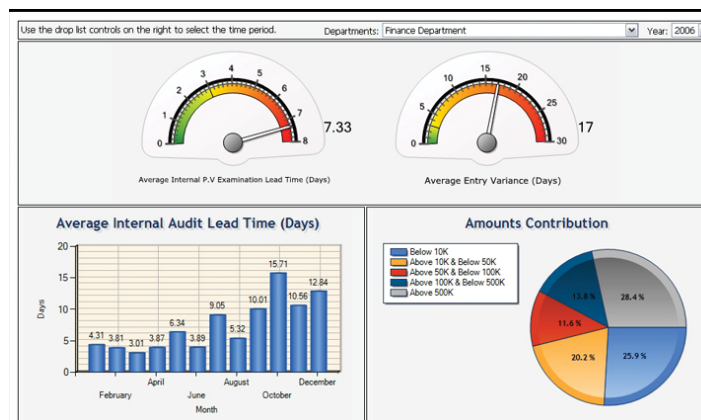 Use the drop list controls on the right to select the time period. Departments: Finance Department Year: 2006
0 1 2 3 4 5 6 7 8
7.33
Average Internal P.V Examination Lead Time (Days)
0 5 10 15 20 25 30
17
Average Entry Variance (Days)
Average Internal Audit Lead Time (Days)
20
15
10
5
0
Days
4.31 3.81 3.01 3.87 6.34 3.89 9.05 5.32 10.01 15.71 10.56 12.84
February April June August October December
Month
Amounts Contribution
Below 10K
Above 10K & Below 50K
Above 50K & Below 100K
Above 100K & Below 500K
Above 500K
13.8 %
28.4 %
11.6 %
20.2 %
25.9 %